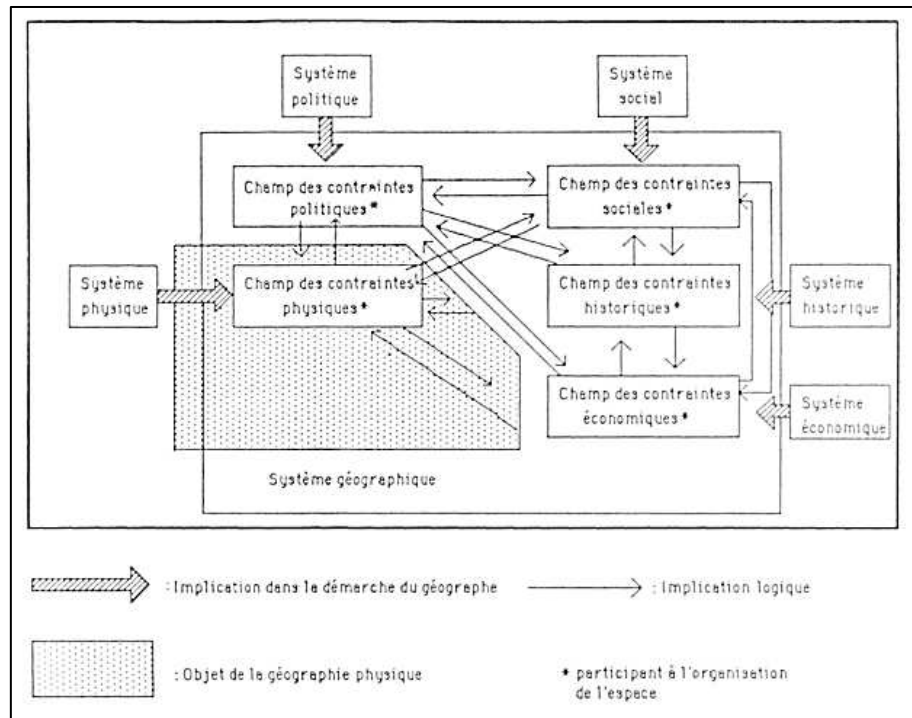 Système
politique
Système
social
Champ des contraintes
politiques*
Champ des contraintes
sociales*
Système
physique
Champ des contraintes
physiques*
Champ des contraintes
historiques*
Système
historique
Champ des contraintes
économiques*
Système
économique
Système géographique
: Implication dans la démarche du géographe
: Implication logique
: Objet de la géographie physique
* participant à l'organisation
de l'espace